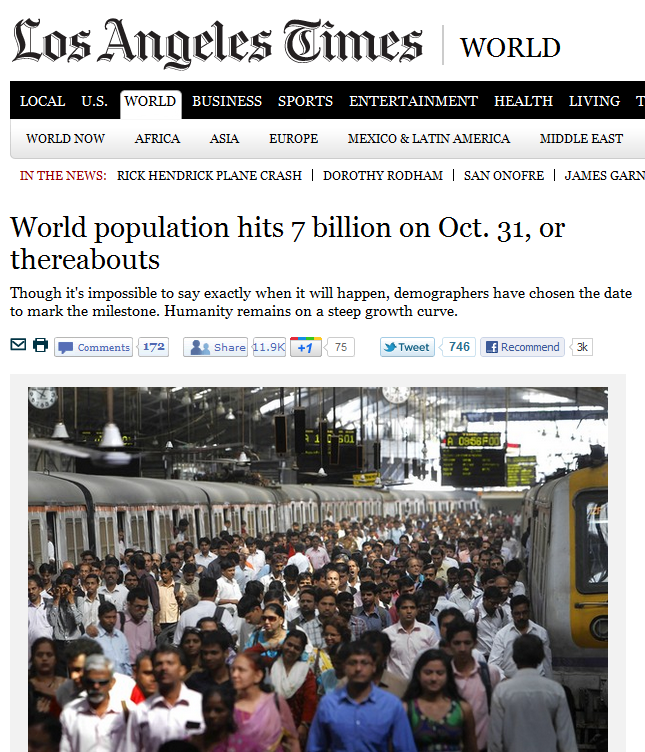 Los Angeles Times | WORLD
LOCAL U.S. WORLD BUSINESS SPORTS ENTERTAINMENT HEALTH LIVING T
WORLD NOW AFRICA ASIA EUROPE MEXICO & LATIN AMERICA MIDDLE EAST
IN THE NEWS: RICK HENDRICK PLANE CRASH | DOROTHY RODHAM | SAN ONOFRE | JAMES GARN
World population hits 7 billion on Oct. 31, or
thereabouts
Though it's impossible to say exactly when it will happen, demographers have chosen the date
to mark the milestone. Humanity remains on a steep growth curve.
Comments 172 Share 11.9K +1 75 Tweet 746 Recommend 3k